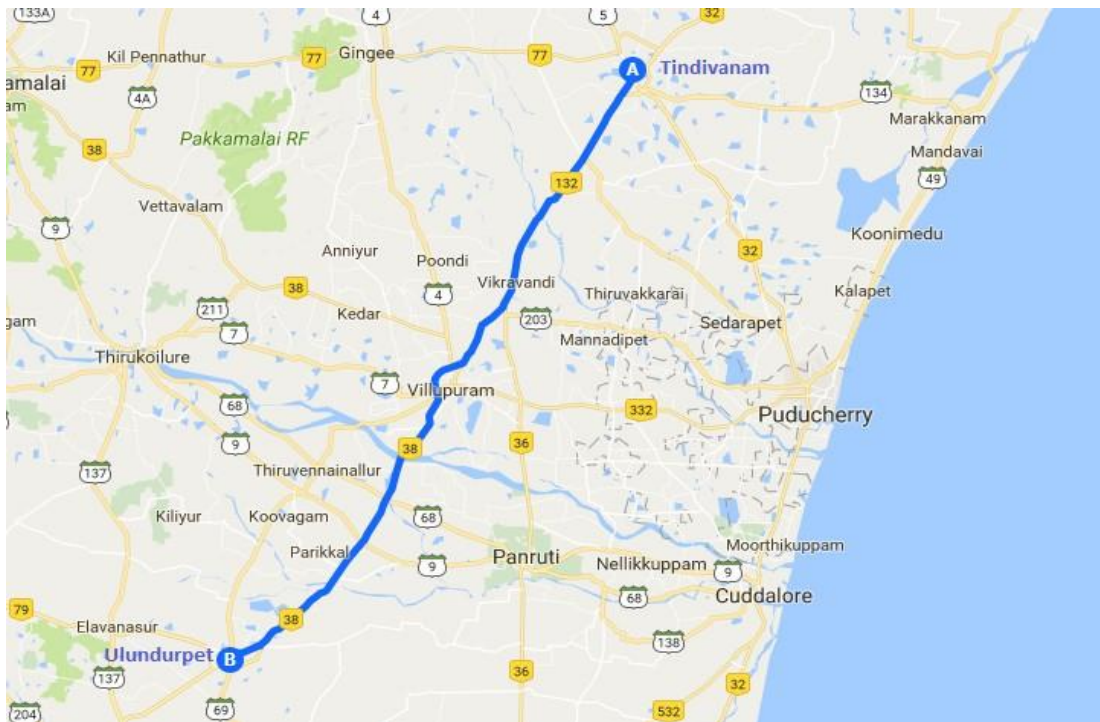 133A
4
5
32
Kil Pennathur
Gingee
77
A
Tindivanam
77
amalai
4A
134
am
Marakkanam
38
Pakkamalai RF
Mandavai
132
49
Vettavalam
9
Koonimedu
Anniyur
32
Poondi
Vikravandi
Kalapet
38
4
Thiruvakkarai
211
Kedar
203
Sedarapet
gam
7
Mannadipet
Thirukoilure
7
Villupuram
68
332
Puducherry
9
38
36
137
Thiruvennainallur
Kiliyur
Koovagam
68
Parikkal
Moorthikuppam
Panruti
9
Nellikkuppam
9
68
Cuddalore
79
38
Elavanasur
138
Ulundurpet
B
137
36
32
204
69
532